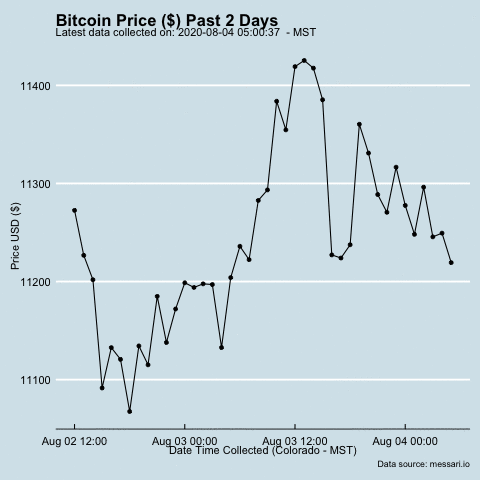 Bitcoin Price ($) Past 2 Days
Latest data collected on: 2020-08-04 05:00:37  - MST
11400
11300
11200
11100
Price USD ($)
Aug 02 12:00
Aug 03 00:00
Aug 03 12:00
Aug 04 00:00
Date Time Collected (Colorado - MST)
Data source: messari.io